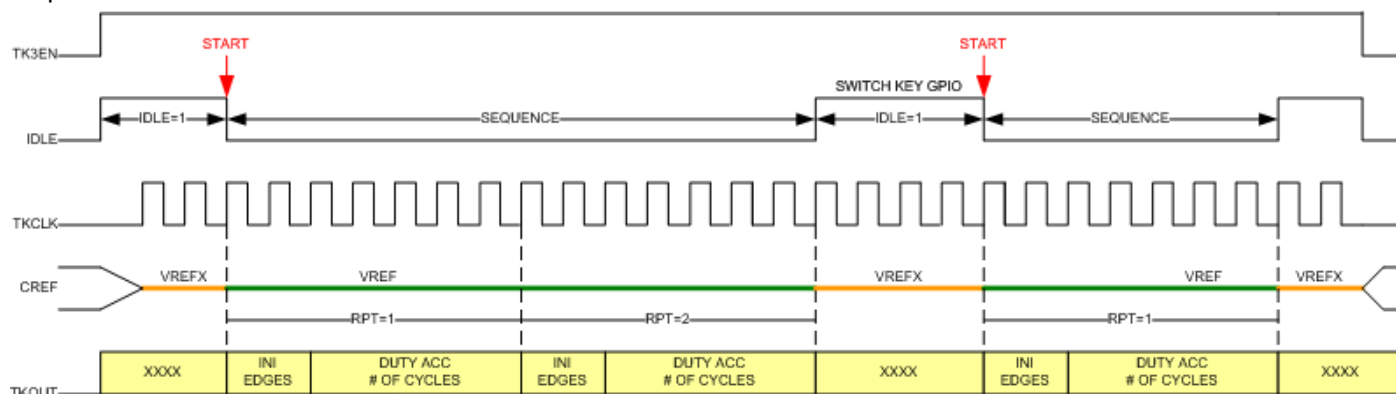 START START
TK3EN
SWITCH KEY GPIO
IDLE=1 SEQUENCE IDLE=1 SEQUENCE
IDLE
TKCLK
VREFX VREF VREFX VREF VREFX
CREF
RPT=1 RPT=2 RPT=1
XXXX INI EDGES DUTY ACC # OF CYCLES INI EDGES DUTY ACC # OF CYCLES XXXX INI EDGES DUTY ACC # OF CYCLES XXXX
TKOUT